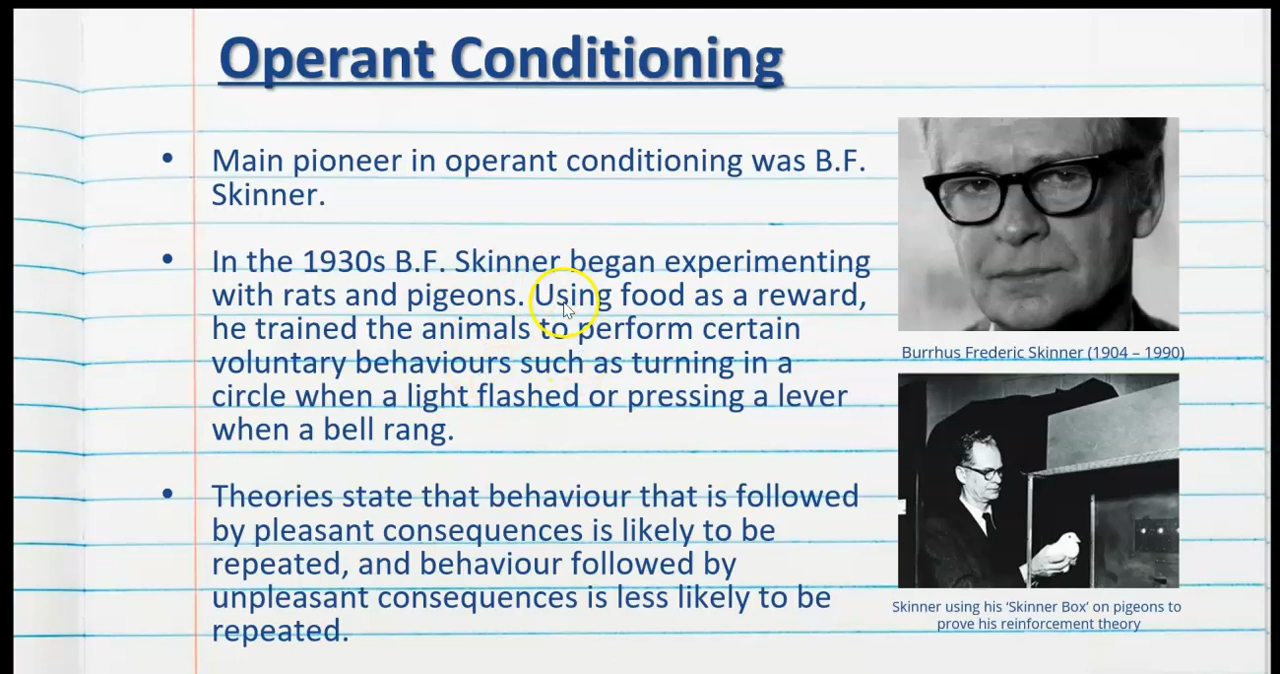 Operant Conditioning
• Main pioneer in operant conditioning was B.F.
Skinner.
• In the 1930s B.F. Skinner began experimenting
with rats and pigeons. Using food as a reward,
he trained the animals to perform certain
voluntary behaviours such as turning in a
circle when a light flashed or pressing a lever
when a bell rang.
• Theories state that behaviour that is followed
by pleasant consequences is likely to be
repeated, and behaviour followed by
unpleasant consequences is less likely to be
repeated.
Burrhus Frederic Skinner (1904 – 1990)
Skinner using his ‘Skinner Box’ on pigeons to
prove his reinforcement theory